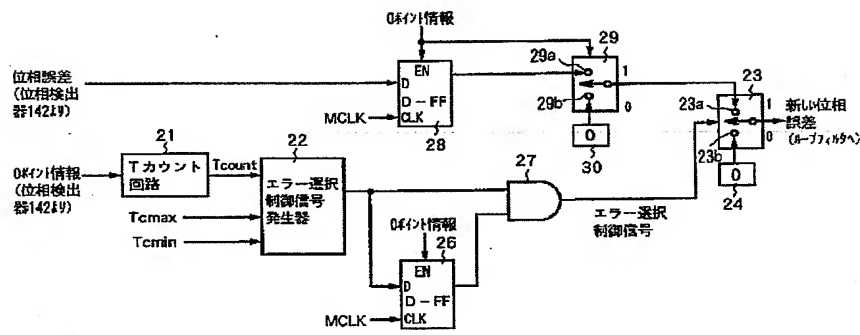 0ポイント情報
29
29a
1
29b
0
位相誤差
(位相検出
器142より)
EN
D
D-FF
MCLK
CLK
28
0
30
23
23a
1
23b
0
0
24
新しい位相
誤差
(ループフィルタへ)
21
Tカウント
回路
Tcount
22
エラー選択
制御信号
発生器
0ポイント情報
(位相検出
器142より)
Tcmax
Tcmin
27
エラー選択
制御信号
0ポイント情報
26
EN
D
D-FF
MCLK
CLK